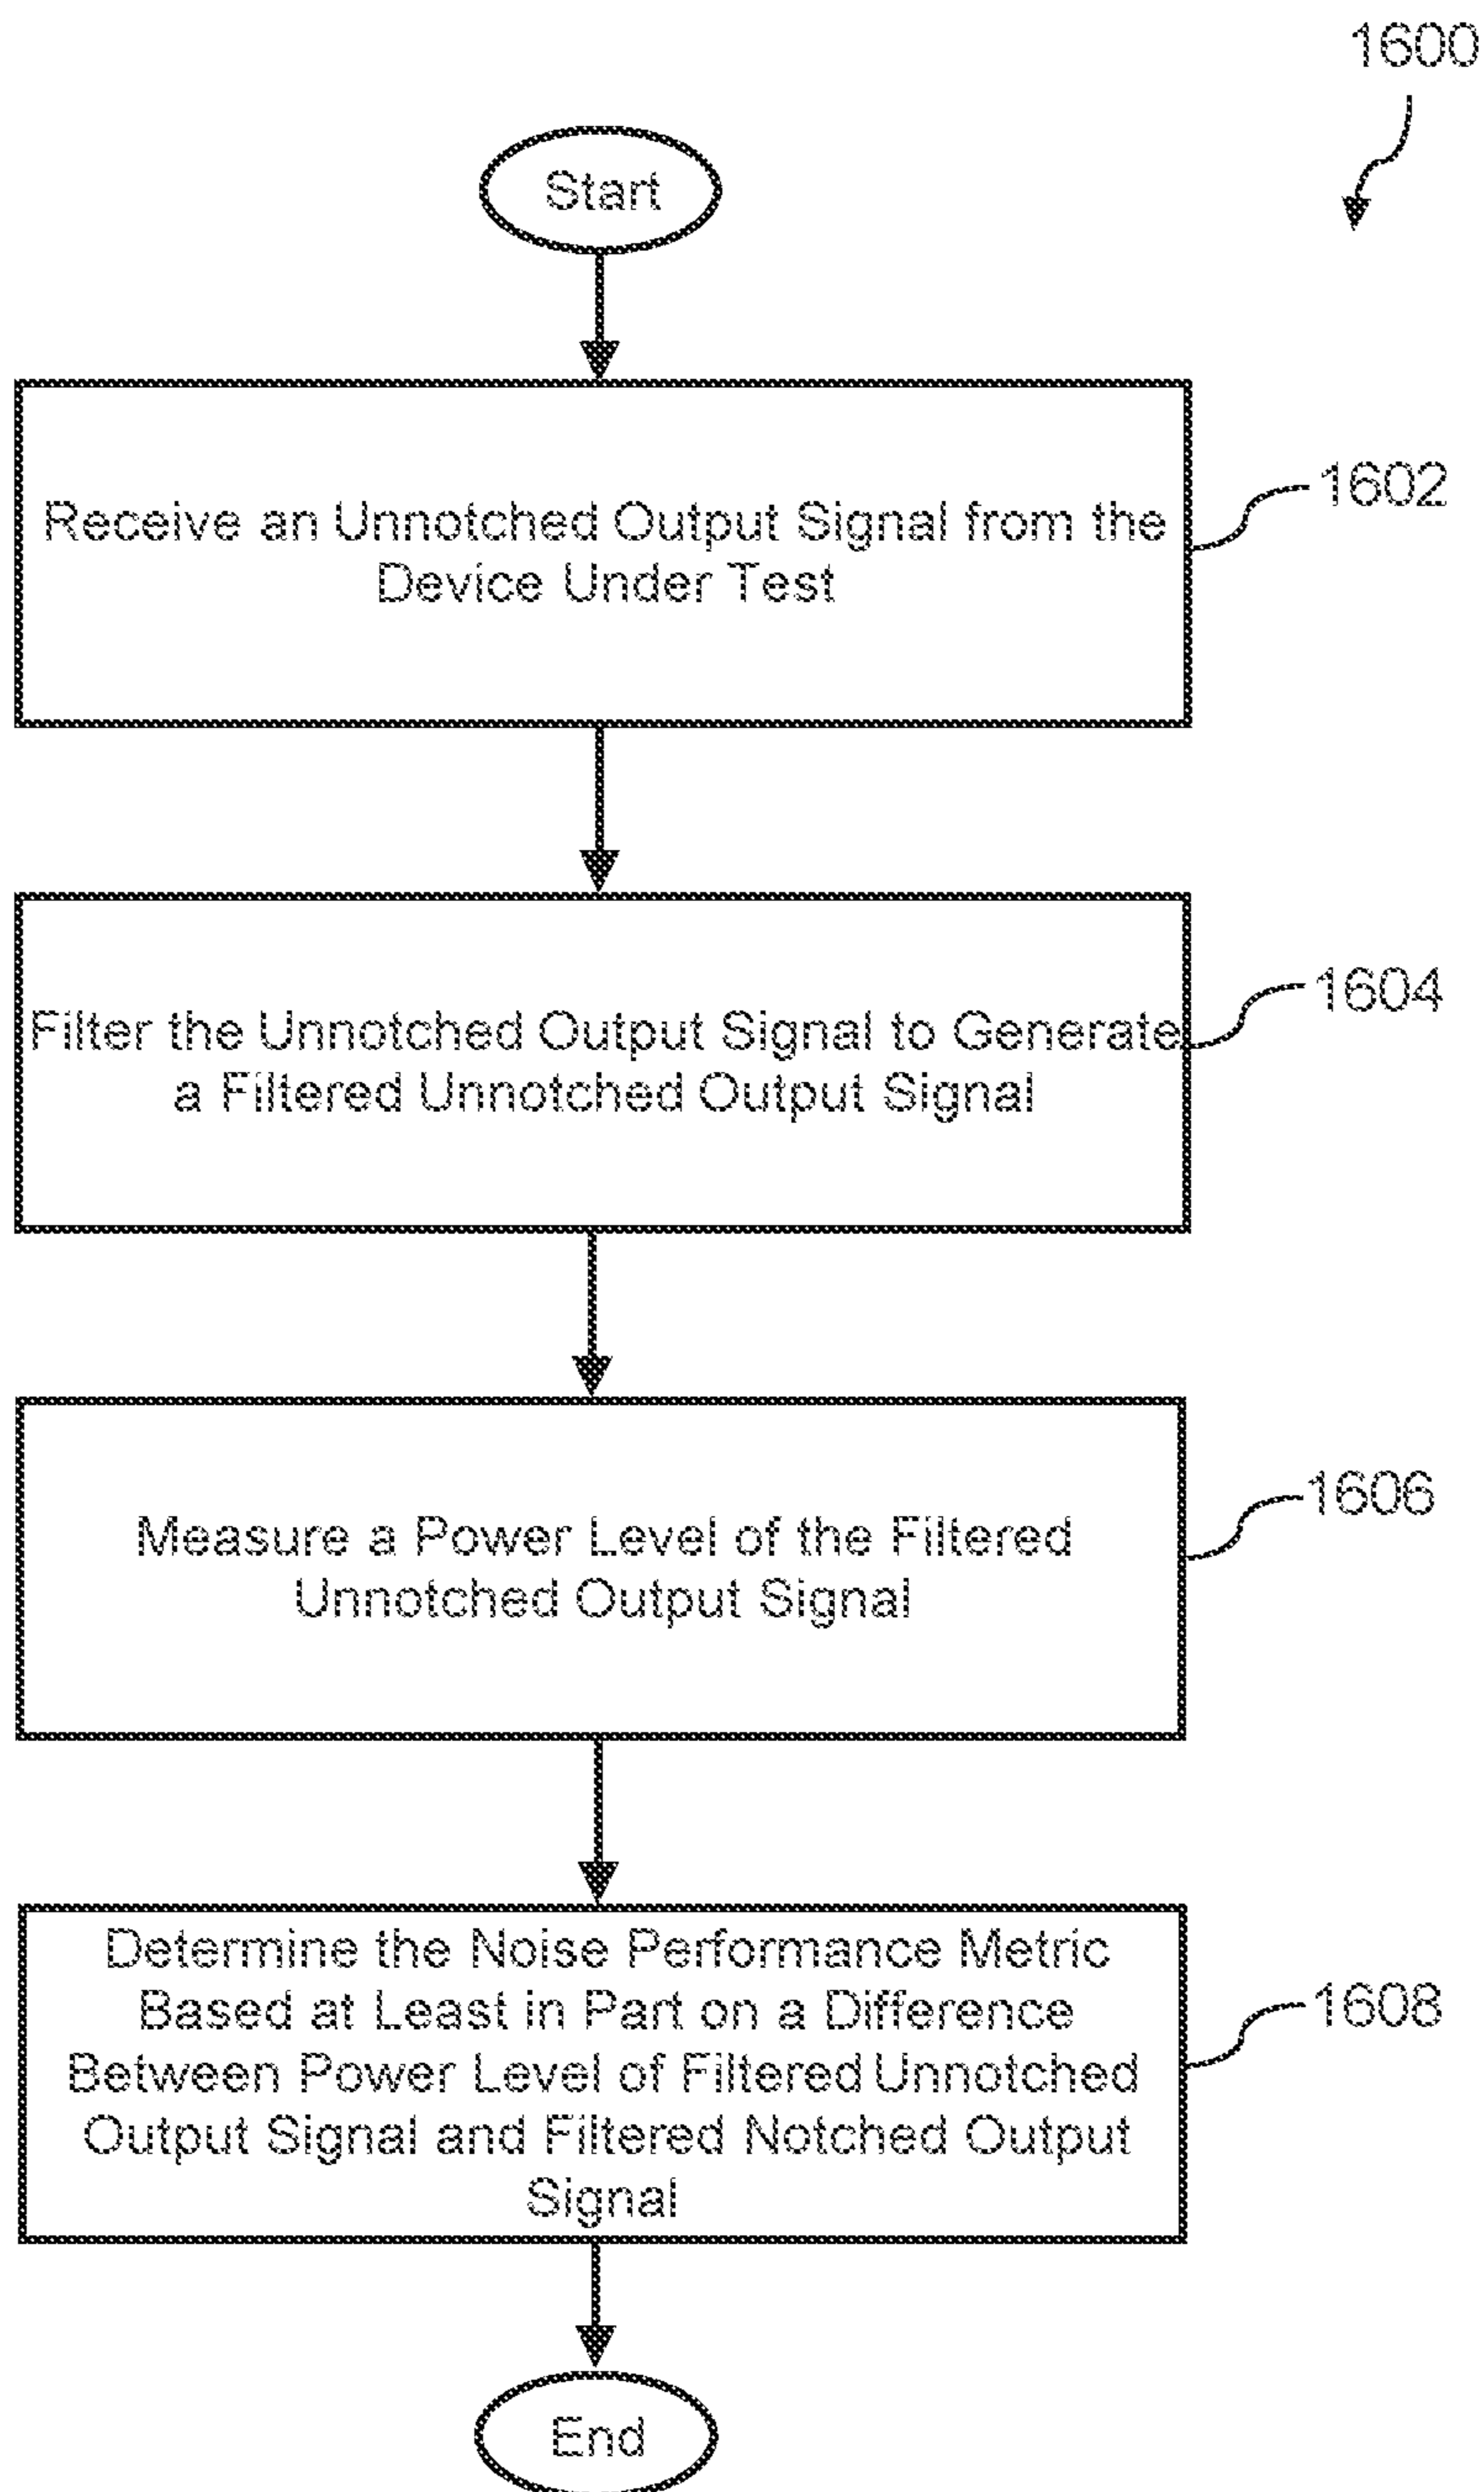 1600
Start
Receive an Unnotched Output Signal from the
Device Under Test
1602
Filter the Unnotched Output Signal to Generate
a Filtered Unnotched Output Signal
1604
Measure a Power Level of the Filtered
Unnotched Output Signal
1606
Determine the Noise Performance Metric
Based at Least in Part on a Difference
Between Power Level of Filtered Unnotched
Output Signal and Filtered Notched Output
Signal
1608
End